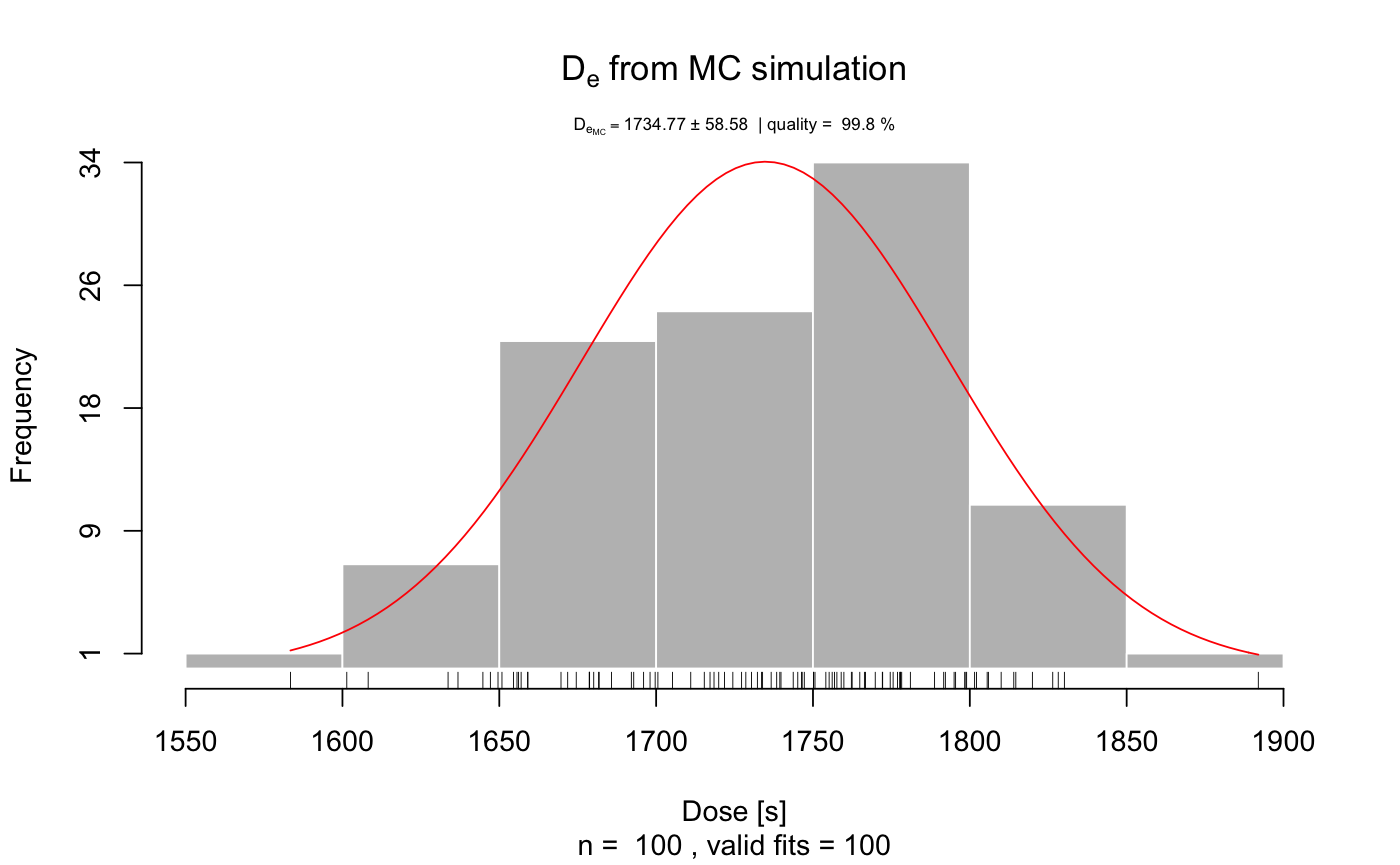 De from MC simulation
DeMC = 1734.77 ± 58.58 | quality = 99.8 %
Frequency
34
26
18
9
1
1550 1600 1650 1700 1750 1800 1850 1900
Dose [s]
n = 100 , valid fits = 100